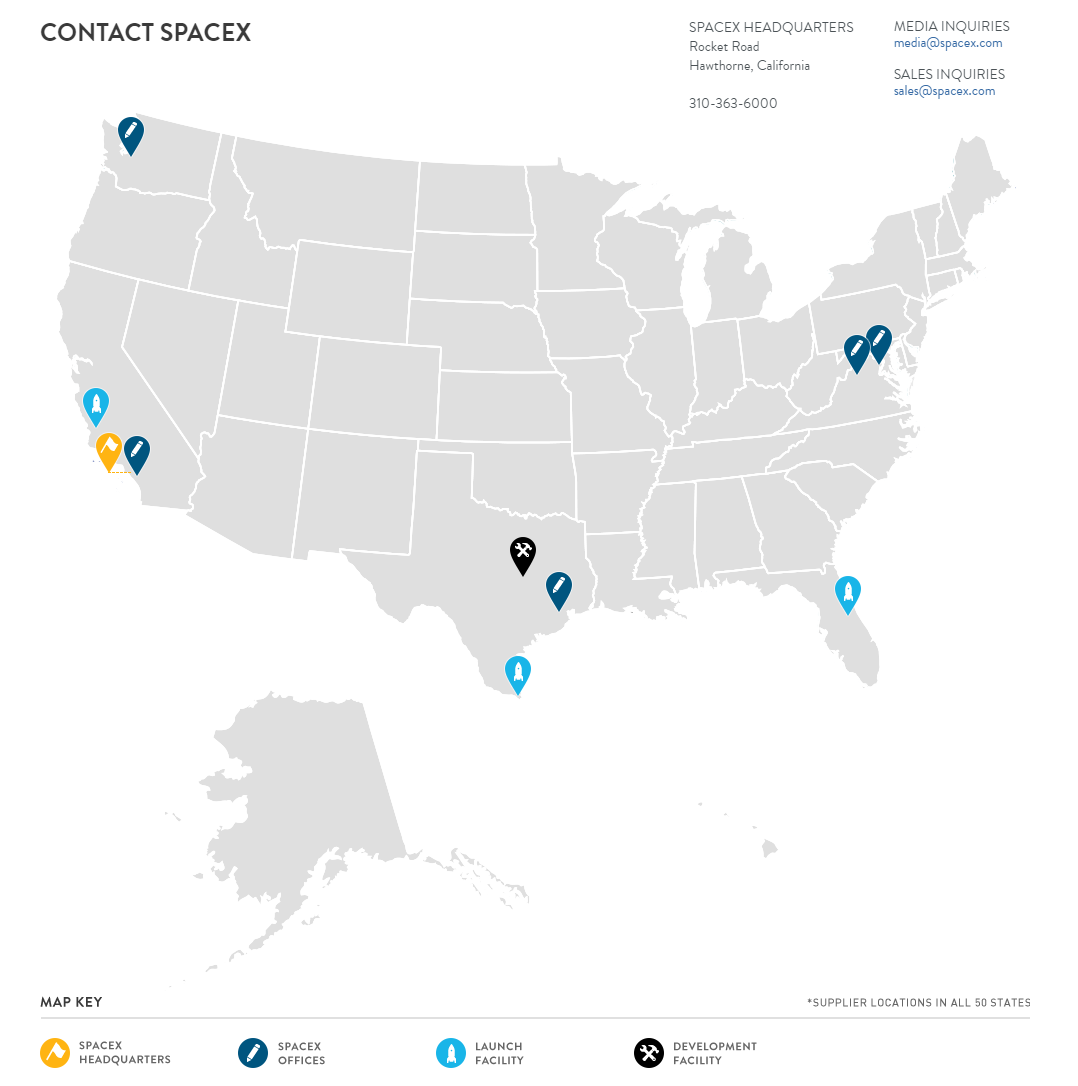 CONTACT SPACEX
SPACEX HEADQUARTERS
Rocket Road
Hawthorne, California
310-363-6000
MEDIA INQUIRIES
media@spacex.com
SALES INQUIRIES
sales@spacex.com
MAP KEY
*SUPPLIER LOCATIONS IN ALL 50 STATES
SPACEX
HEADQUARTERS
SPACEX
OFFICES
LAUNCH
FACILITY
DEVELOPMENT
FACILITY